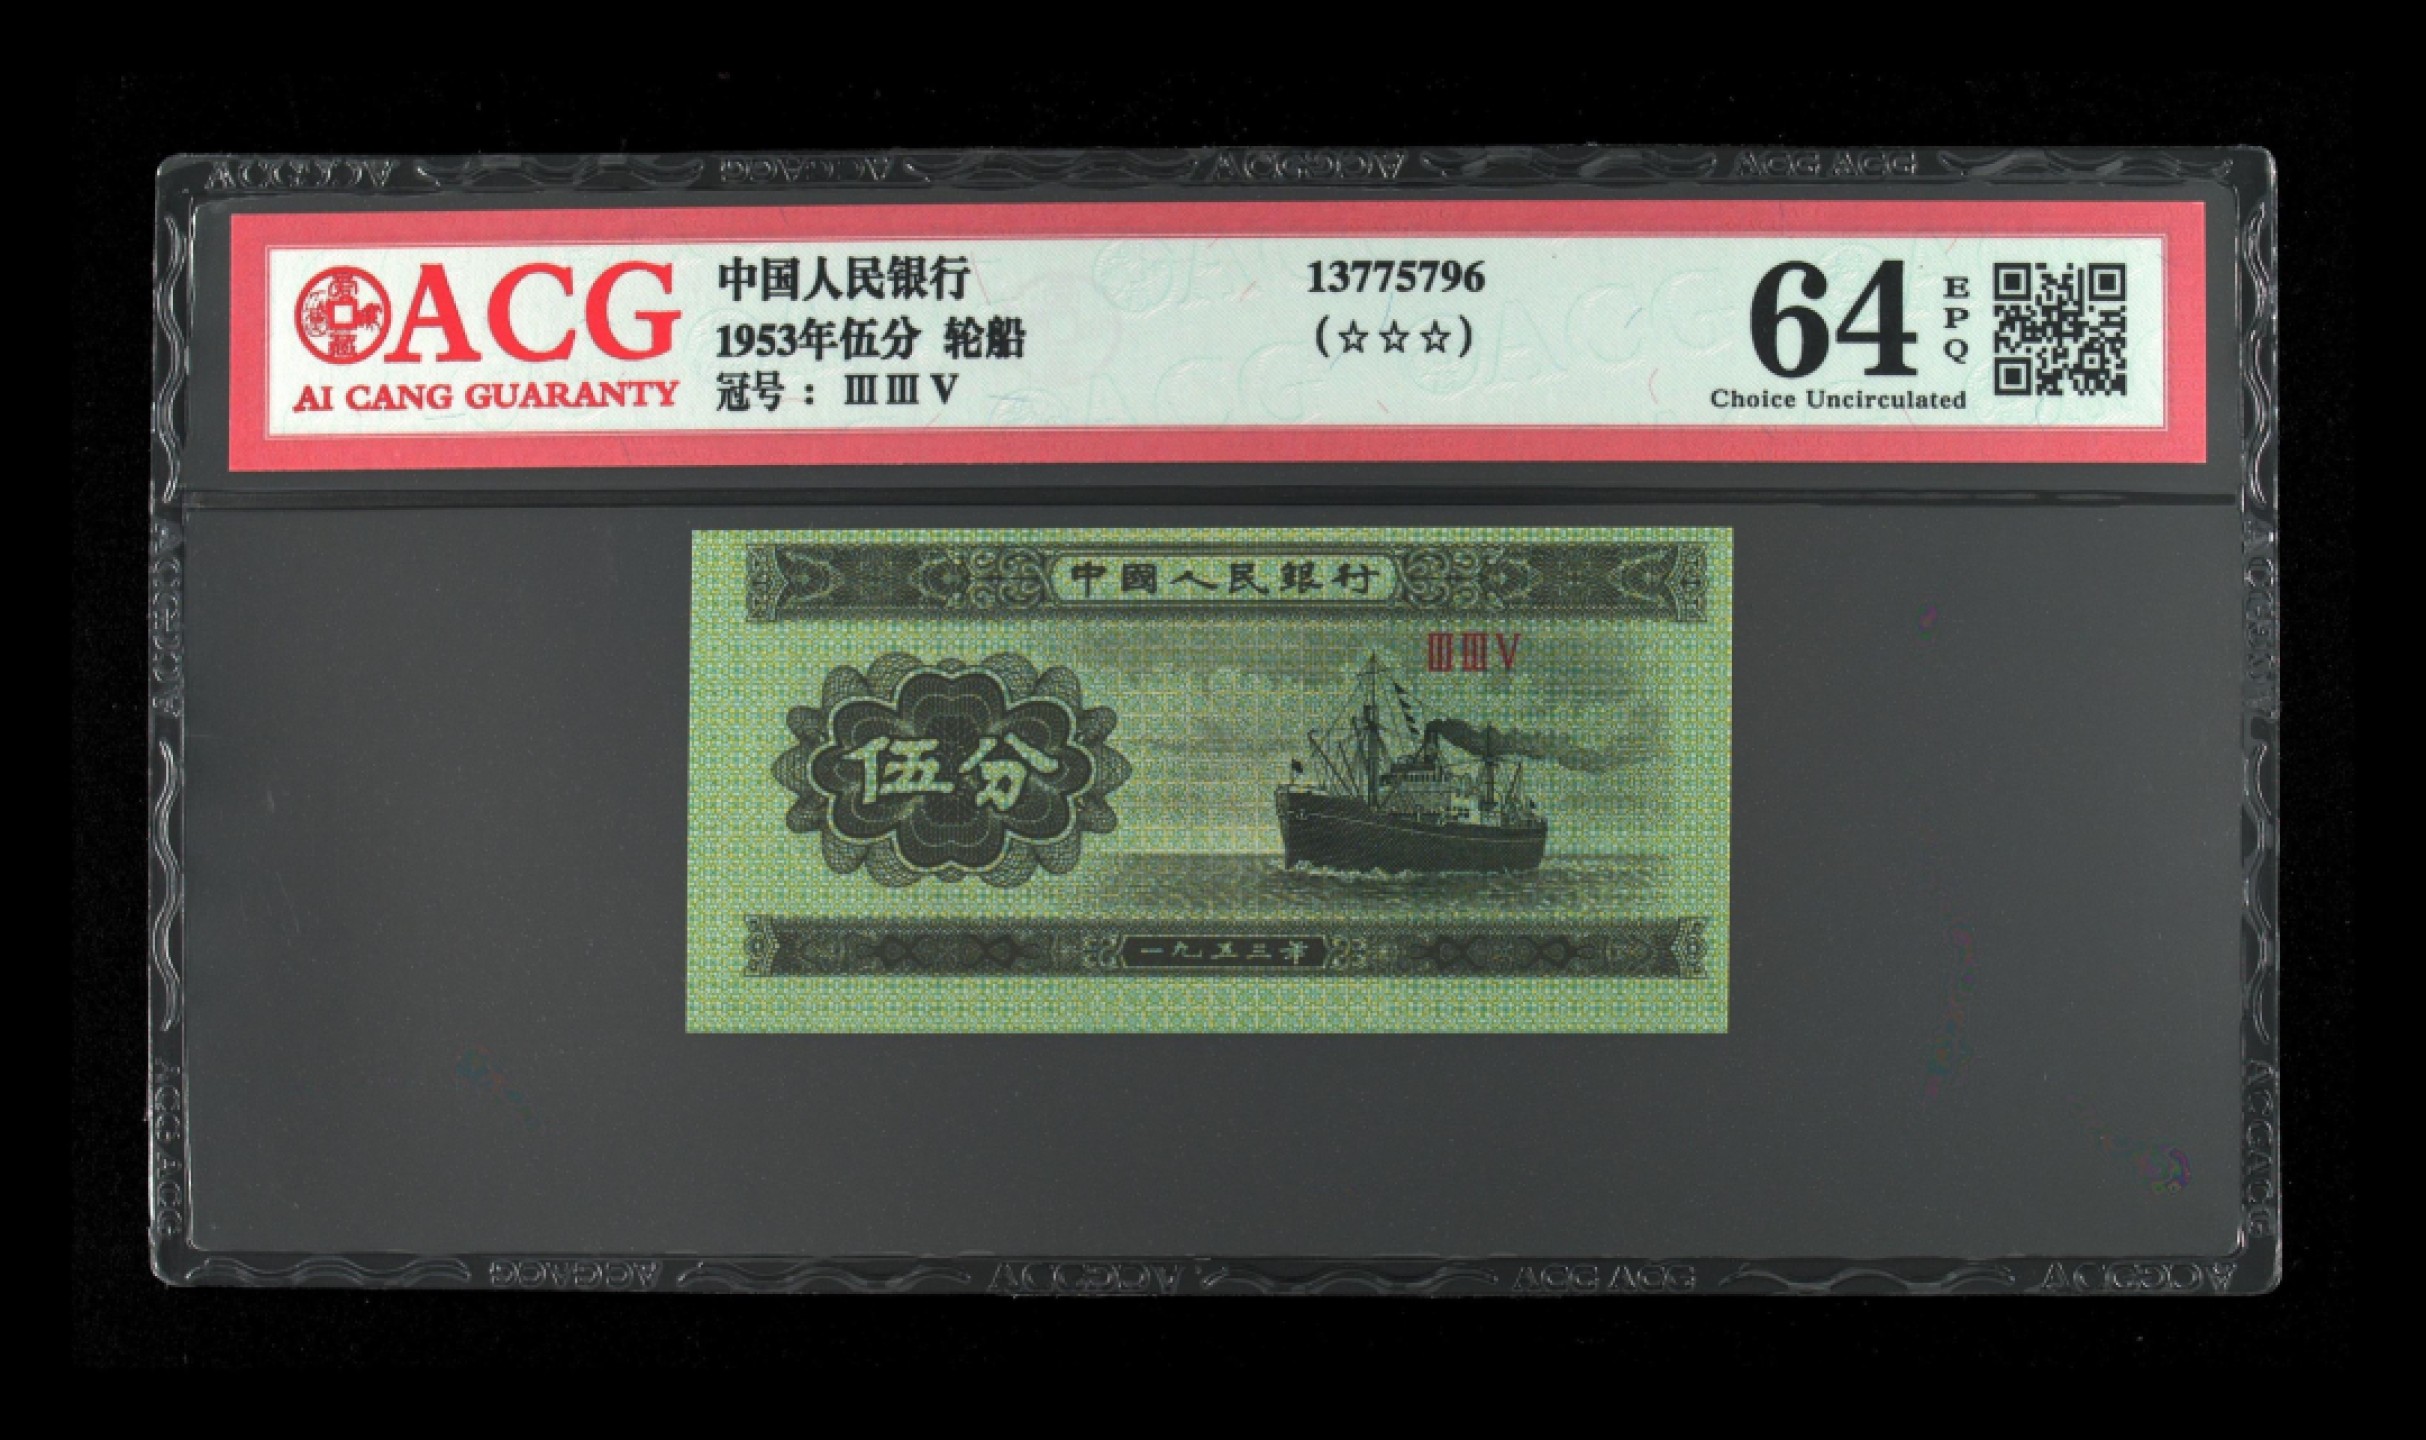 ACG
AI CANG GUARANTY
中国人民银行
1953年伍分 轮船
冠号：ⅢⅢⅤ
13775796
(☆☆☆)
64
EPQ
Choice Uncirculated
中國人民銀行
ⅢⅢⅤ
伍分
一九五三年